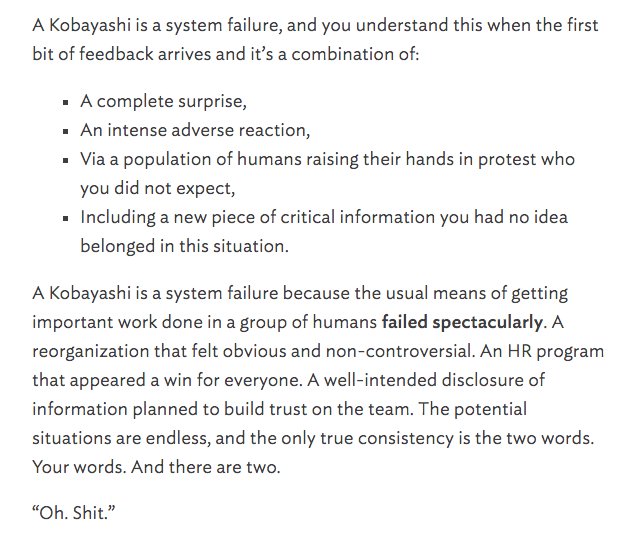 A Kobayashi is a system failure, and you understand this when the first
bit of feedback arrives and it’s a combination of:
▪ A complete surprise,
▪ An intense adverse reaction,
▪ Via a population of humans raising their hands in protest who
you did not expect,
▪ Including a new piece of critical information you had no idea
belonged in this situation.
A Kobayashi is a system failure because the usual means of getting
important work done in a group of humans failed spectacularly. A
reorganization that felt obvious and non-controversial. An HR program
that appeared a win for everyone. A well-intended disclosure of
information planned to build trust on the team. The potential
situations are endless, and the only true consistency is the two words.
Your words. And there are two.
“Oh. Shit.”